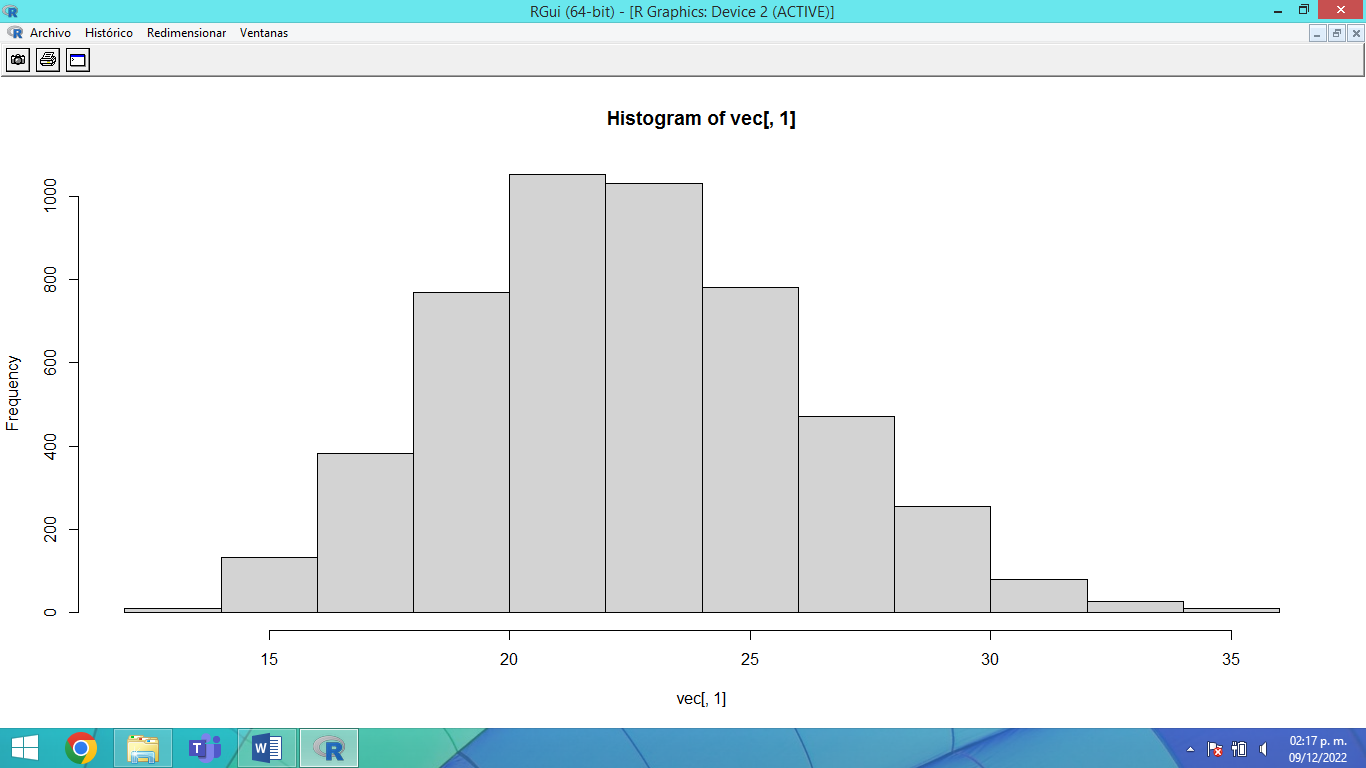 RGui (64-bit) - [R Graphics: Device 2 (ACTIVE)]
Archivo Histórico Redimensionar Ventanas
Histogram of vec[, 1]
Frequency
1000
800
600
400
200
0
15 20 25 30 35
vec[, 1]
02:17 p. m.
09/12/2022